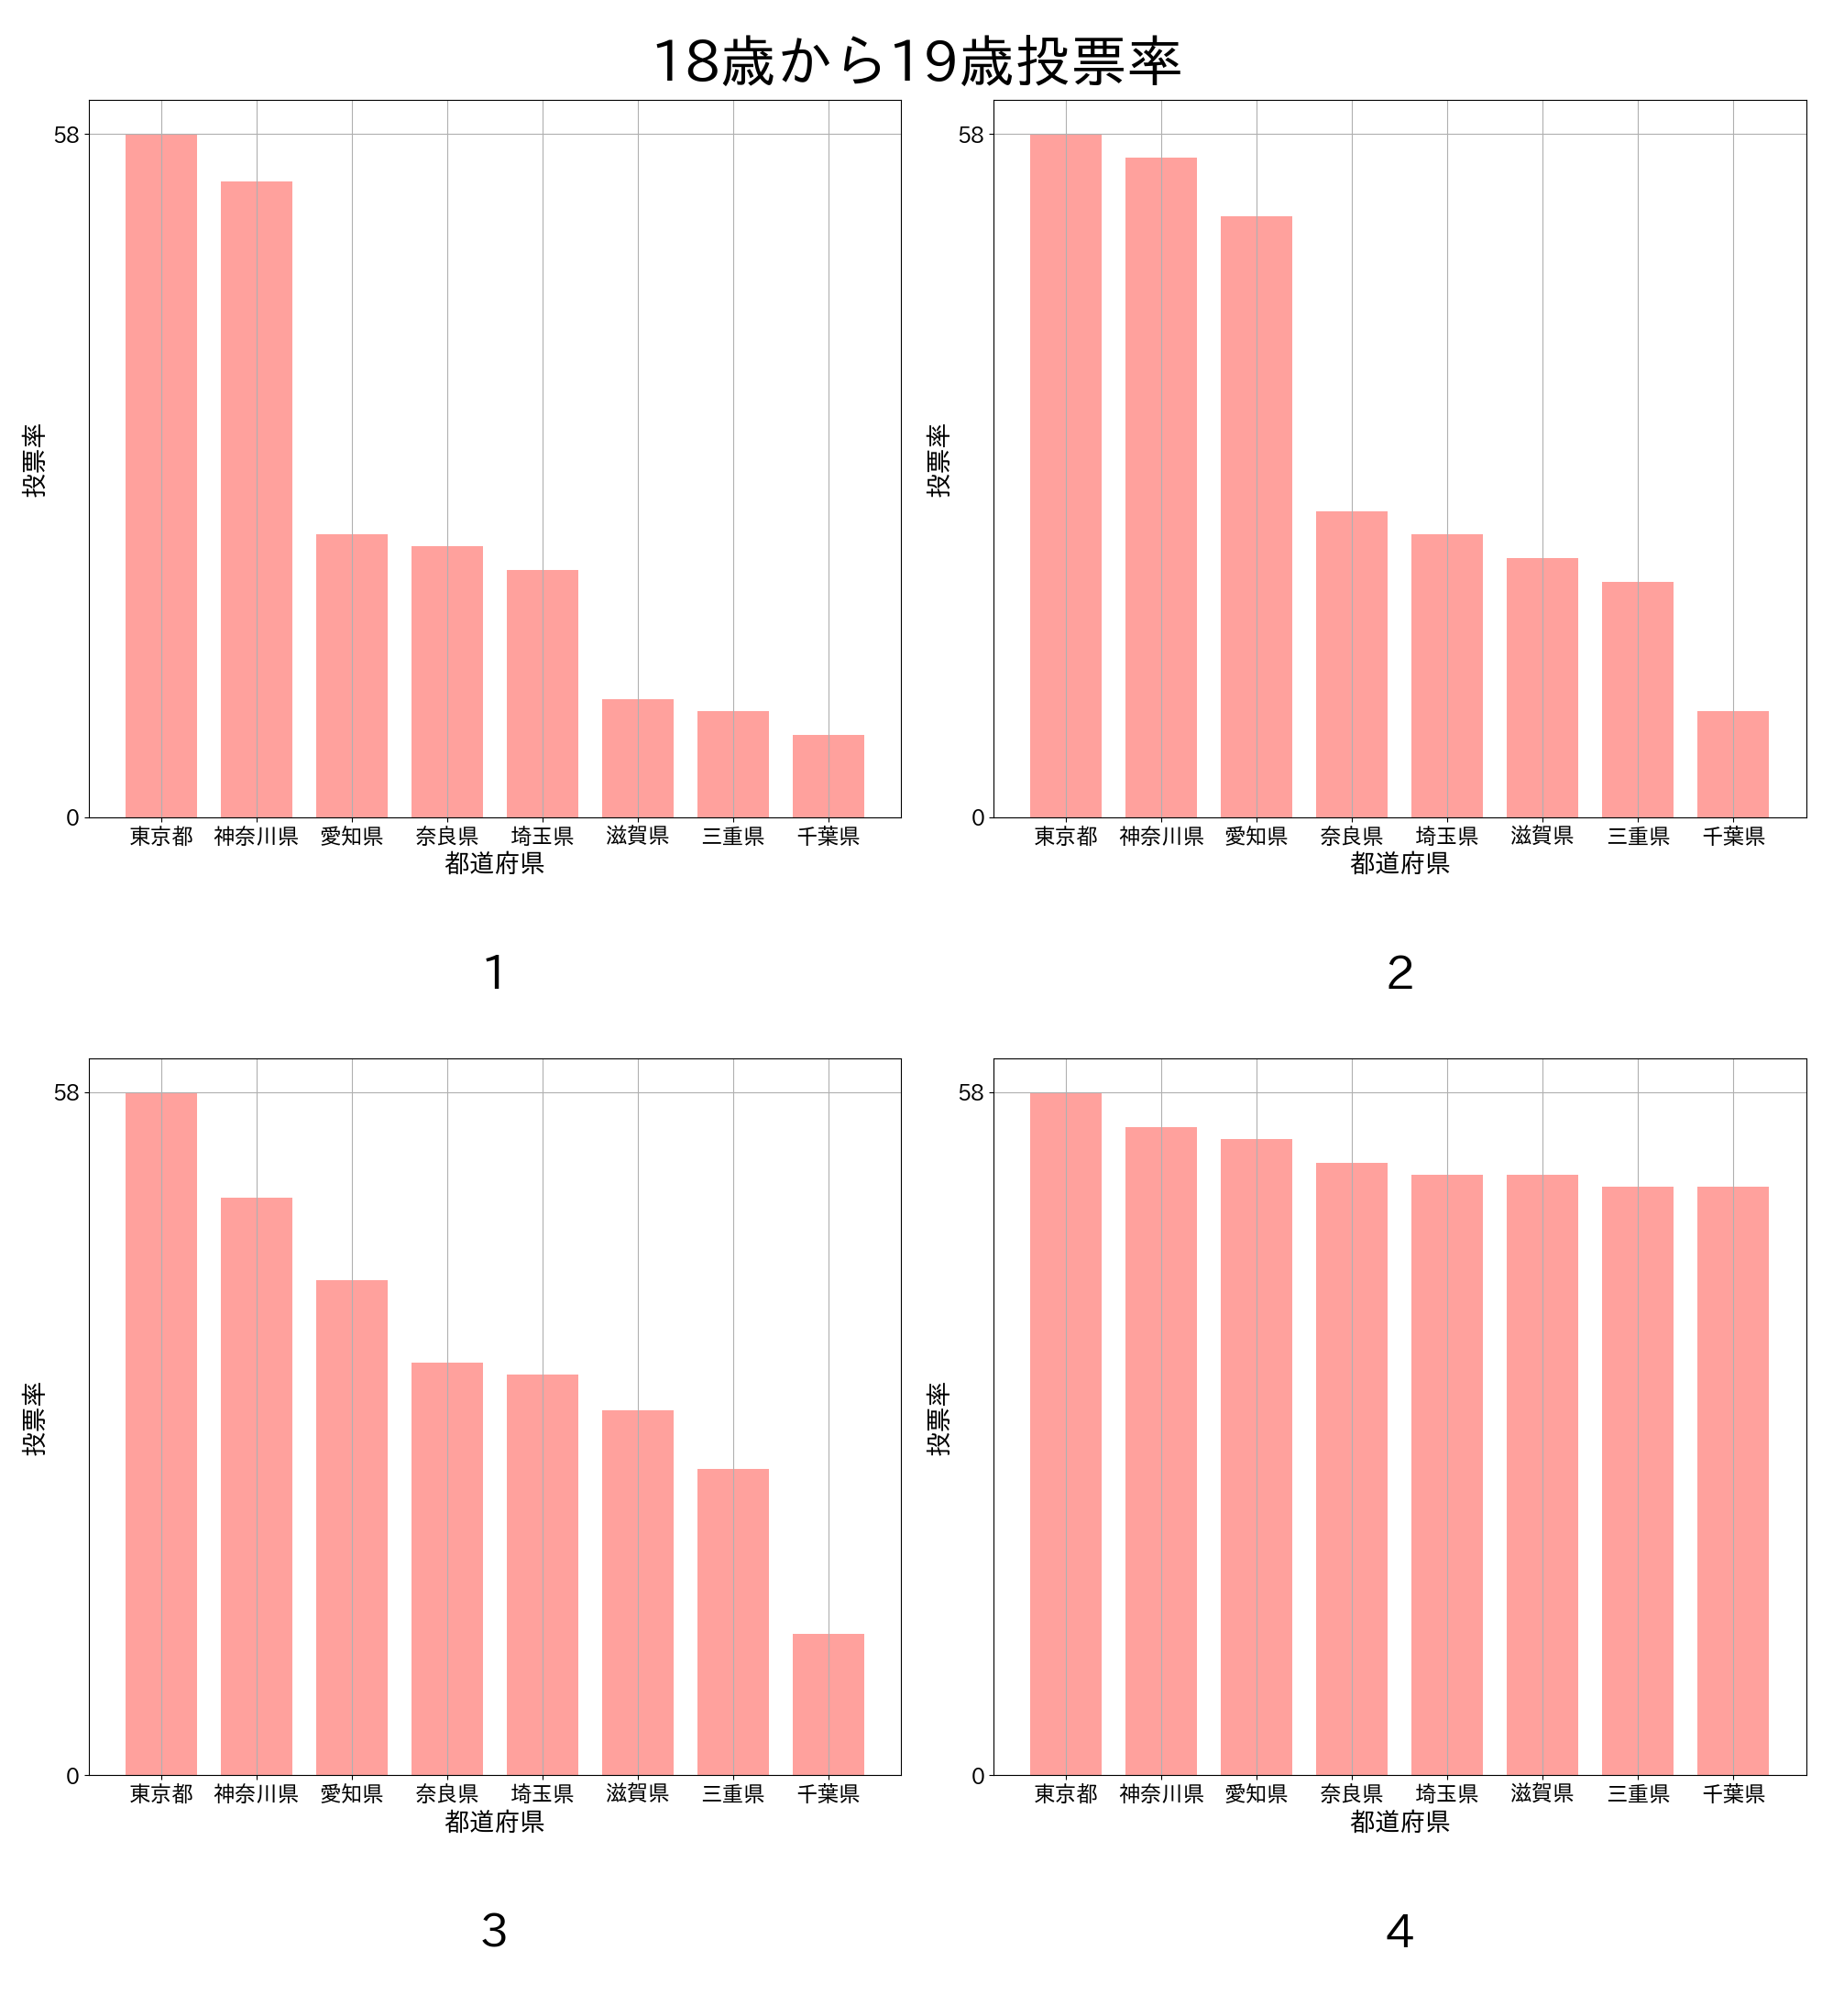 18歳から19歳投票率
58
0
投票率
東京都 神奈川県 愛知県 奈良県 埼玉県 滋賀県 三重県 千葉県
都道府県
1
58
0
投票率
東京都 神奈川県 愛知県 奈良県 埼玉県 滋賀県 三重県 千葉県
都道府県
2
58
0
投票率
東京都 神奈川県 愛知県 奈良県 埼玉県 滋賀県 三重県 千葉県
都道府県
3
58
0
投票率
東京都 神奈川県 愛知県 奈良県 埼玉県 滋賀県 三重県 千葉県
都道府県
4